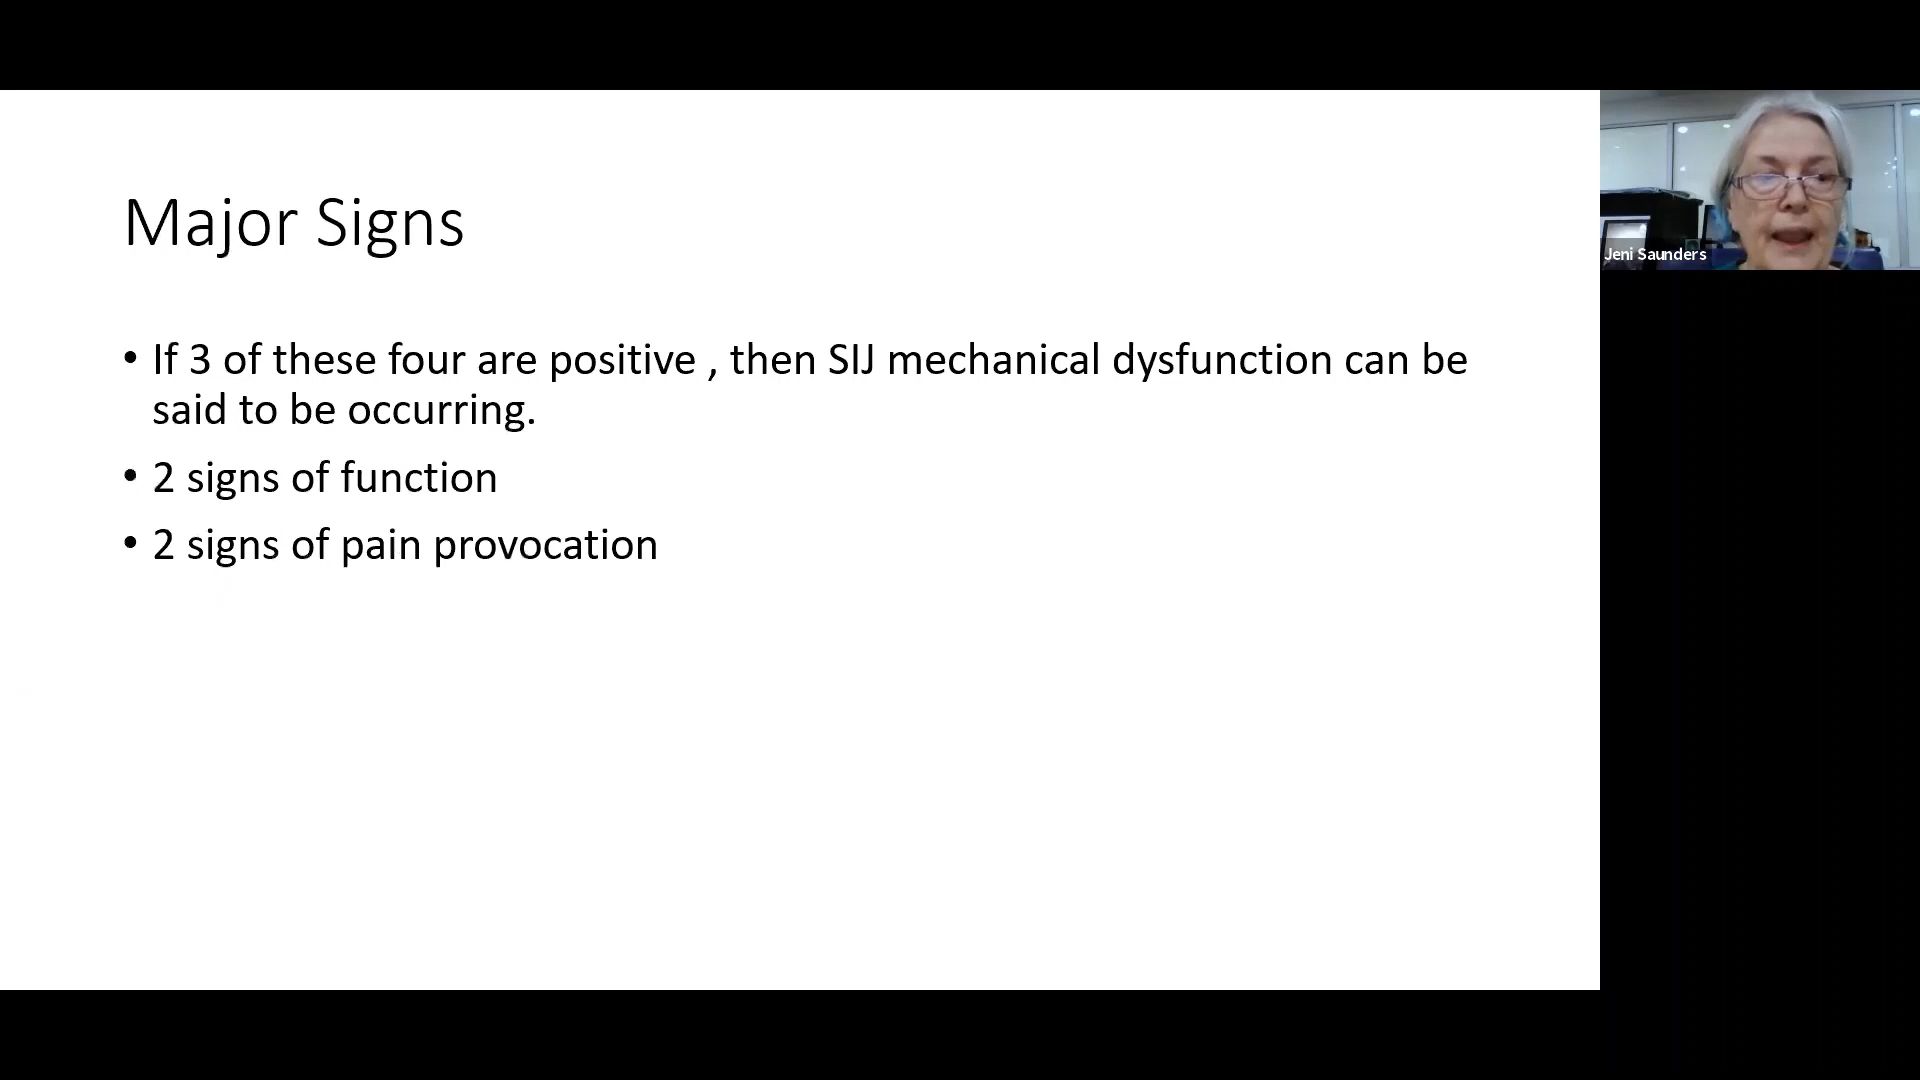 Major Signs
• If 3 of these four are positive , then SIJ mechanical dysfunction can be
said to be occurring.
• 2 signs of function
• 2 signs of pain provocation
Jeni Saunders